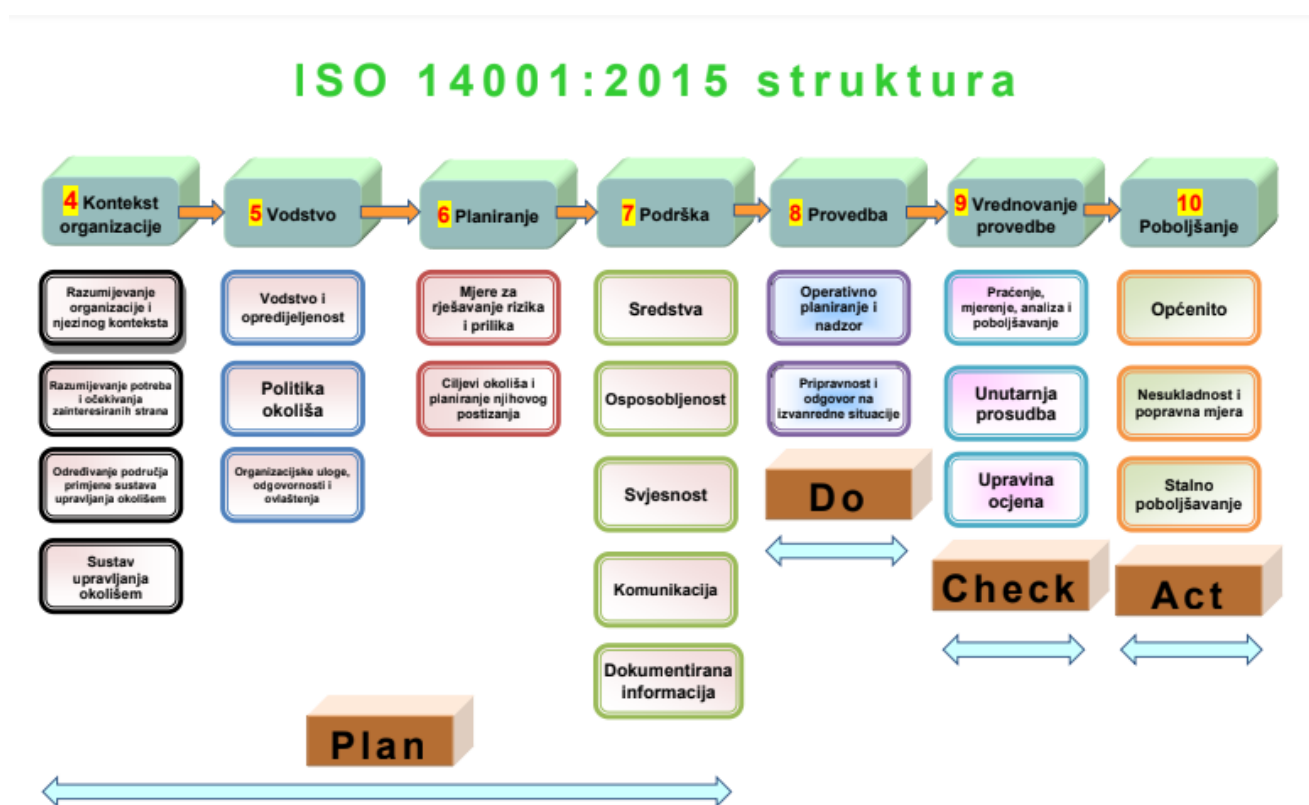 ISO 14001:2015 struktura
4 Kontekst
organizacije
5 Vodstvo
6 Planiranje
7 Podrška
8 Provedba
9 Vrednovanje
provedbe
10
Poboljšanje
Razumijevanje
organizacije i
njezinog konteksta
Razumijevanje potreba
i očekivanja
zainteresiranih strana
Određivanje područja
primjene sustava
upravljanja okolišem
Sustav
upravljanja
okolišem
Vodstvo i
opredijeljenost
Politika
okoliša
Organizacijske uloge,
odgovornosti i
ovlaštenja
Mjere za
rješavanje rizika
i prilika
Ciljevi okoliša i
planiranje njihovog
postizanja
Sredstva
Osposobljenost
Svjesnost
Komunikacija
Dokumentirana
informacija
Operativno
planiranje i
nadzor
Pripravnost i
odgovor na
izvanredne situacije
Praćenje,
mjerenje, analiza i
poboljšavanje
Unutarnja
prosudba
Upravina
ocjena
Općenito
Nesukladnost i
popravna mjera
Stalno
poboljšavanje
Plan
Do
Check
Act